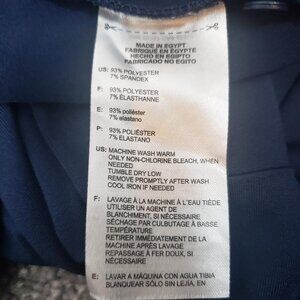 MADE IN EGYPT
FABRIQUÉ EN EGYPTE
HECHO EN EGIPTO
FABRICADO NO EGITO
US: 93% POLYESTER
7% SPANDEX
F: 93% POLYESTER
7% ÉLASTHANNE
E: 93% poliéster
7% elastano
P: 93% POLIÉSTER
7% ELASTANO
US: MACHINE WASH WARM
ONLY NON-CHLORINE BLEACH, WHEN
NEEDED
TUMBLE DRY LOW
REMOVE PROMPTLY AFTER WASH
COOL IRON IF NEEDED
F: LAVAGE À LA MACHINE À L'EAU TIÈDE
UTILISER UN AGENT DE
BLANCHIMENT, SI NÉCESSAIRE
SÉCHAGE PAR CULBUTAGE À BASSE
TEMPÉRATURE
RETIRER IMMÉDIATEMENT DE LA
MACHINE APRÈS LAVAGE
REPASSAGE À FER DOUX, SI
NÉCESSAIRE
E: LAVAR A MÁQUINA CON AGUA TIBIA
BLANQUEAR SÓLO SIN LEJÍA, EN